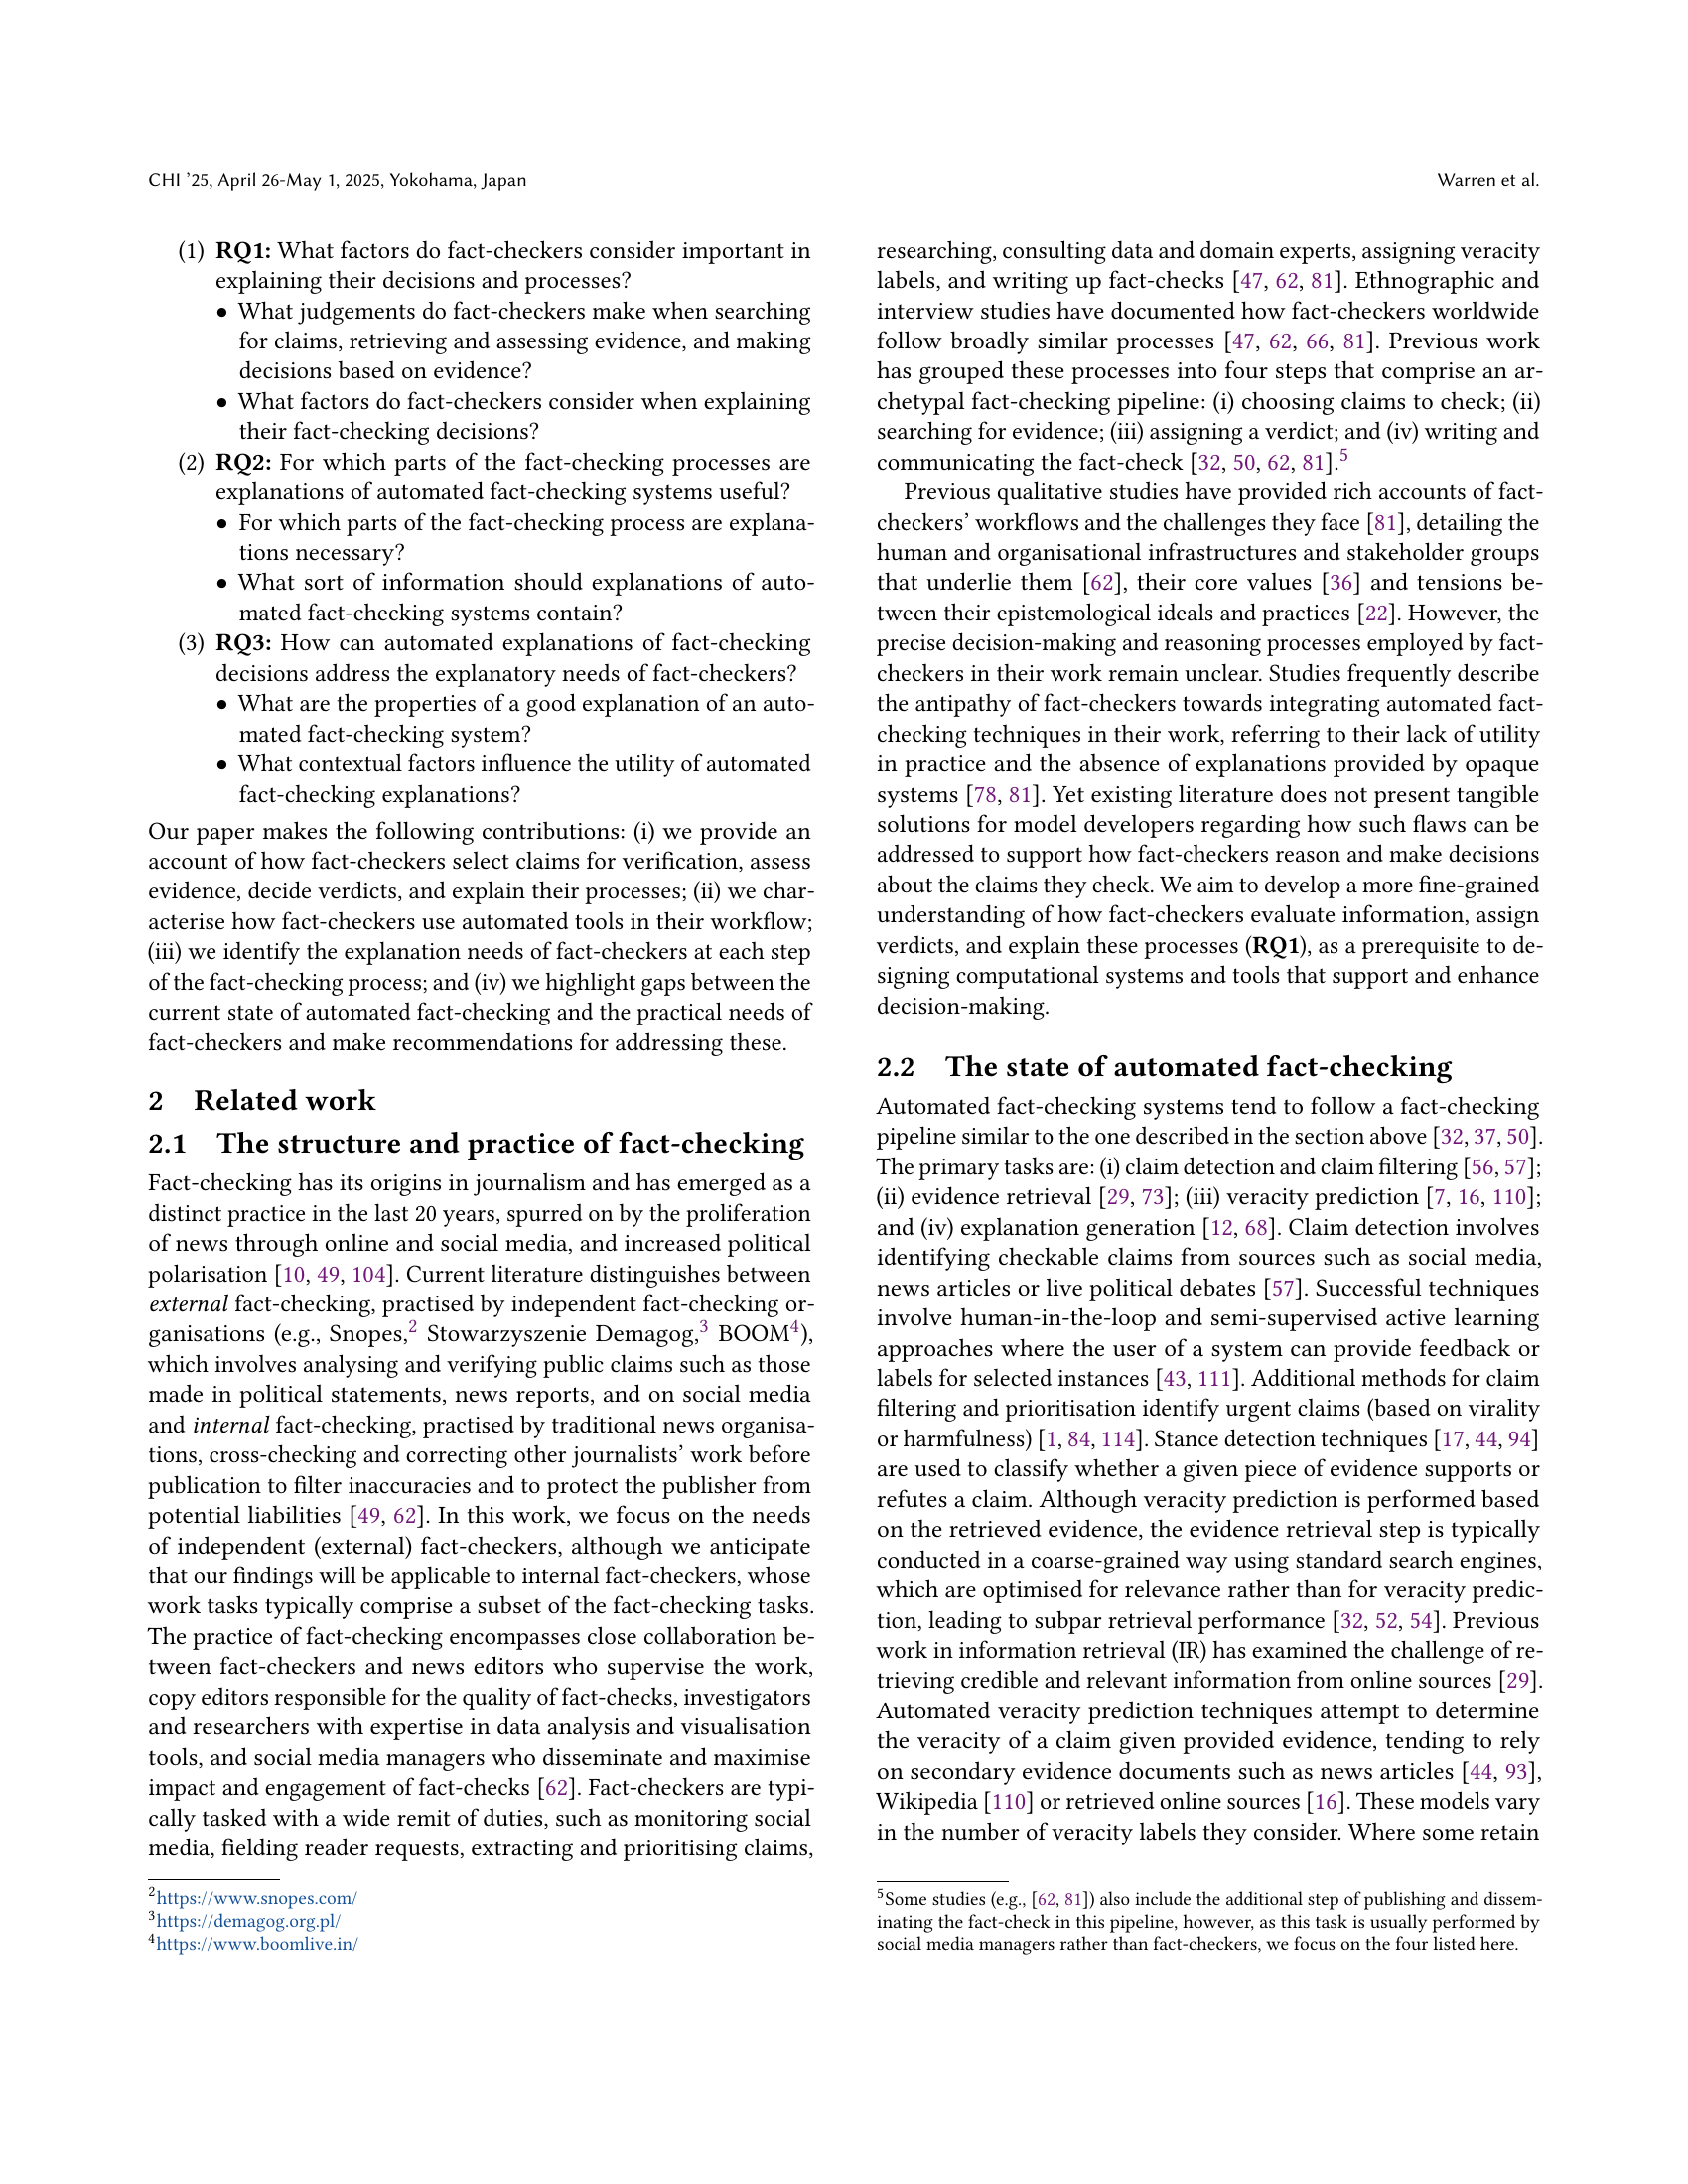 CHI ’25, April 26-May 1, 2025, Yokohama, Japan
Warren et al.
(1) RQ1: What factors do fact-checkers consider important in
explaining their decisions and processes?
• What judgements do fact-checkers make when searching
for claims, retrieving and assessing evidence, and making
decisions based on evidence?
• What factors do fact-checkers consider when explaining
their fact-checking decisions?
(2) RQ2: For which parts of the fact-checking processes are
explanations of automated fact-checking systems useful?
• For which parts of the fact-checking process are explana-
tions necessary?
• What sort of information should explanations of auto-
mated fact-checking systems contain?
(3) RQ3: How can automated explanations of fact-checking
decisions address the explanatory needs of fact-checkers?
• What are the properties of a good explanation of an auto-
mated fact-checking system?
• What contextual factors influence the utility of automated
fact-checking explanations?
Our paper makes the following contributions: (i) we provide an
account of how fact-checkers select claims for verification, assess
evidence, decide verdicts, and explain their processes; (ii) we char-
acterise how fact-checkers use automated tools in their workflow;
(iii) we identify the explanation needs of fact-checkers at each step
of the fact-checking process; and (iv) we highlight gaps between the
current state of automated fact-checking and the practical needs of
fact-checkers and make recommendations for addressing these.
2 Related work
2.1 The structure and practice of fact-checking
Fact-checking has its origins in journalism and has emerged as a
distinct practice in the last 20 years, spurred on by the proliferation
of news through online and social media, and increased political
polarisation [10, 49, 104]. Current literature distinguishes between
external fact-checking, practised by independent fact-checking or-
ganisations (e.g., Snopes,2 Stowarzyszenie Demagog,3 BOOM4),
which involves analysing and verifying public claims such as those
made in political statements, news reports, and on social media
and internal fact-checking, practised by traditional news organisa-
tions, cross-checking and correcting other journalists’ work before
publication to filter inaccuracies and to protect the publisher from
potential liabilities [49, 62]. In this work, we focus on the needs
of independent (external) fact-checkers, although we anticipate
that our findings will be applicable to internal fact-checkers, whose
work tasks typically comprise a subset of the fact-checking tasks.
The practice of fact-checking encompasses close collaboration be-
tween fact-checkers and news editors who supervise the work,
copy editors responsible for the quality of fact-checks, investigators
and researchers with expertise in data analysis and visualisation
tools, and social media managers who disseminate and maximise
impact and engagement of fact-checks [62]. Fact-checkers are typi-
cally tasked with a wide remit of duties, such as monitoring social
media, fielding reader requests, extracting and prioritising claims,
2https://www.snopes.com/
3https://demagog.org.pl/
4https://www.boomlive.in/
researching, consulting data and domain experts, assigning veracity
labels, and writing up fact-checks [47, 62, 81]. Ethnographic and
interview studies have documented how fact-checkers worldwide
follow broadly similar processes [47, 62, 66, 81]. Previous work
has grouped these processes into four steps that comprise an ar-
chetypal fact-checking pipeline: (i) choosing claims to check; (ii)
searching for evidence; (iii) assigning a verdict; and (iv) writing and
communicating the fact-check [32, 50, 62, 81].5
Previous qualitative studies have provided rich accounts of fact-
checkers’ workflows and the challenges they face [81], detailing the
human and organisational infrastructures and stakeholder groups
that underlie them [62], their core values [36] and tensions be-
tween their epistemological ideals and practices [22]. However, the
precise decision-making and reasoning processes employed by fact-
checkers in their work remain unclear. Studies frequently describe
the antipathy of fact-checkers towards integrating automated fact-
checking techniques in their work, referring to their lack of utility
in practice and the absence of explanations provided by opaque
systems [78, 81]. Yet existing literature does not present tangible
solutions for model developers regarding how such flaws can be
addressed to support how fact-checkers reason and make decisions
about the claims they check. We aim to develop a more fine-grained
understanding of how fact-checkers evaluate information, assign
verdicts, and explain these processes (RQ1), as a prerequisite to de-
signing computational systems and tools that support and enhance
decision-making.
2.2 The state of automated fact-checking
Automated fact-checking systems tend to follow a fact-checking
pipeline similar to the one described in the section above [32, 37, 50].
The primary tasks are: (i) claim detection and claim filtering [56, 57];
(ii) evidence retrieval [29, 73]; (iii) veracity prediction [7, 16, 110];
and (iv) explanation generation [12, 68]. Claim detection involves
identifying checkable claims from sources such as social media,
news articles or live political debates [57]. Successful techniques
involve human-in-the-loop and semi-supervised active learning
approaches where the user of a system can provide feedback or
labels for selected instances [43, 111]. Additional methods for claim
filtering and prioritisation identify urgent claims (based on virality
or harmfulness) [1, 84, 114]. Stance detection techniques [17, 44, 94]
are used to classify whether a given piece of evidence supports or
refutes a claim. Although veracity prediction is performed based
on the retrieved evidence, the evidence retrieval step is typically
conducted in a coarse-grained way using standard search engines,
which are optimised for relevance rather than for veracity predic-
tion, leading to subpar retrieval performance [32, 52, 54]. Previous
work in information retrieval (IR) has examined the challenge of re-
trieving credible and relevant information from online sources [29].
Automated veracity prediction techniques attempt to determine
the veracity of a claim given provided evidence, tending to rely
on secondary evidence documents such as news articles [44, 93],
Wikipedia [110] or retrieved online sources [16]. These models vary
in the number of veracity labels they consider. Where some retain
5Some studies (e.g., [62, 81]) also include the additional step of publishing and dissem-
inating the fact-check in this pipeline, however, as this task is usually performed by
social media managers rather than fact-checkers, we focus on the four listed here.